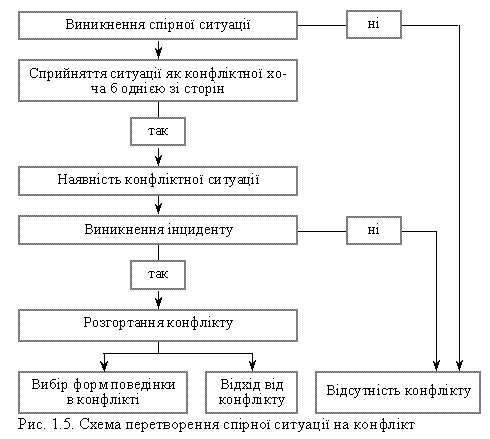 Виникнення спірної ситуації
ні
Сприйняття ситуації як конфліктної хо-
ча б однією зі сторін
так
Наявність конфліктної ситуації
Виникнення інциденту
ні
так
Розгортання конфлікту
Вибір форм поведінки
в конфлікті
Відхід від
конфлікту
Відсутність конфлікту
Рис. 1.5. Схема перетворення спірної ситуації на конфлікт